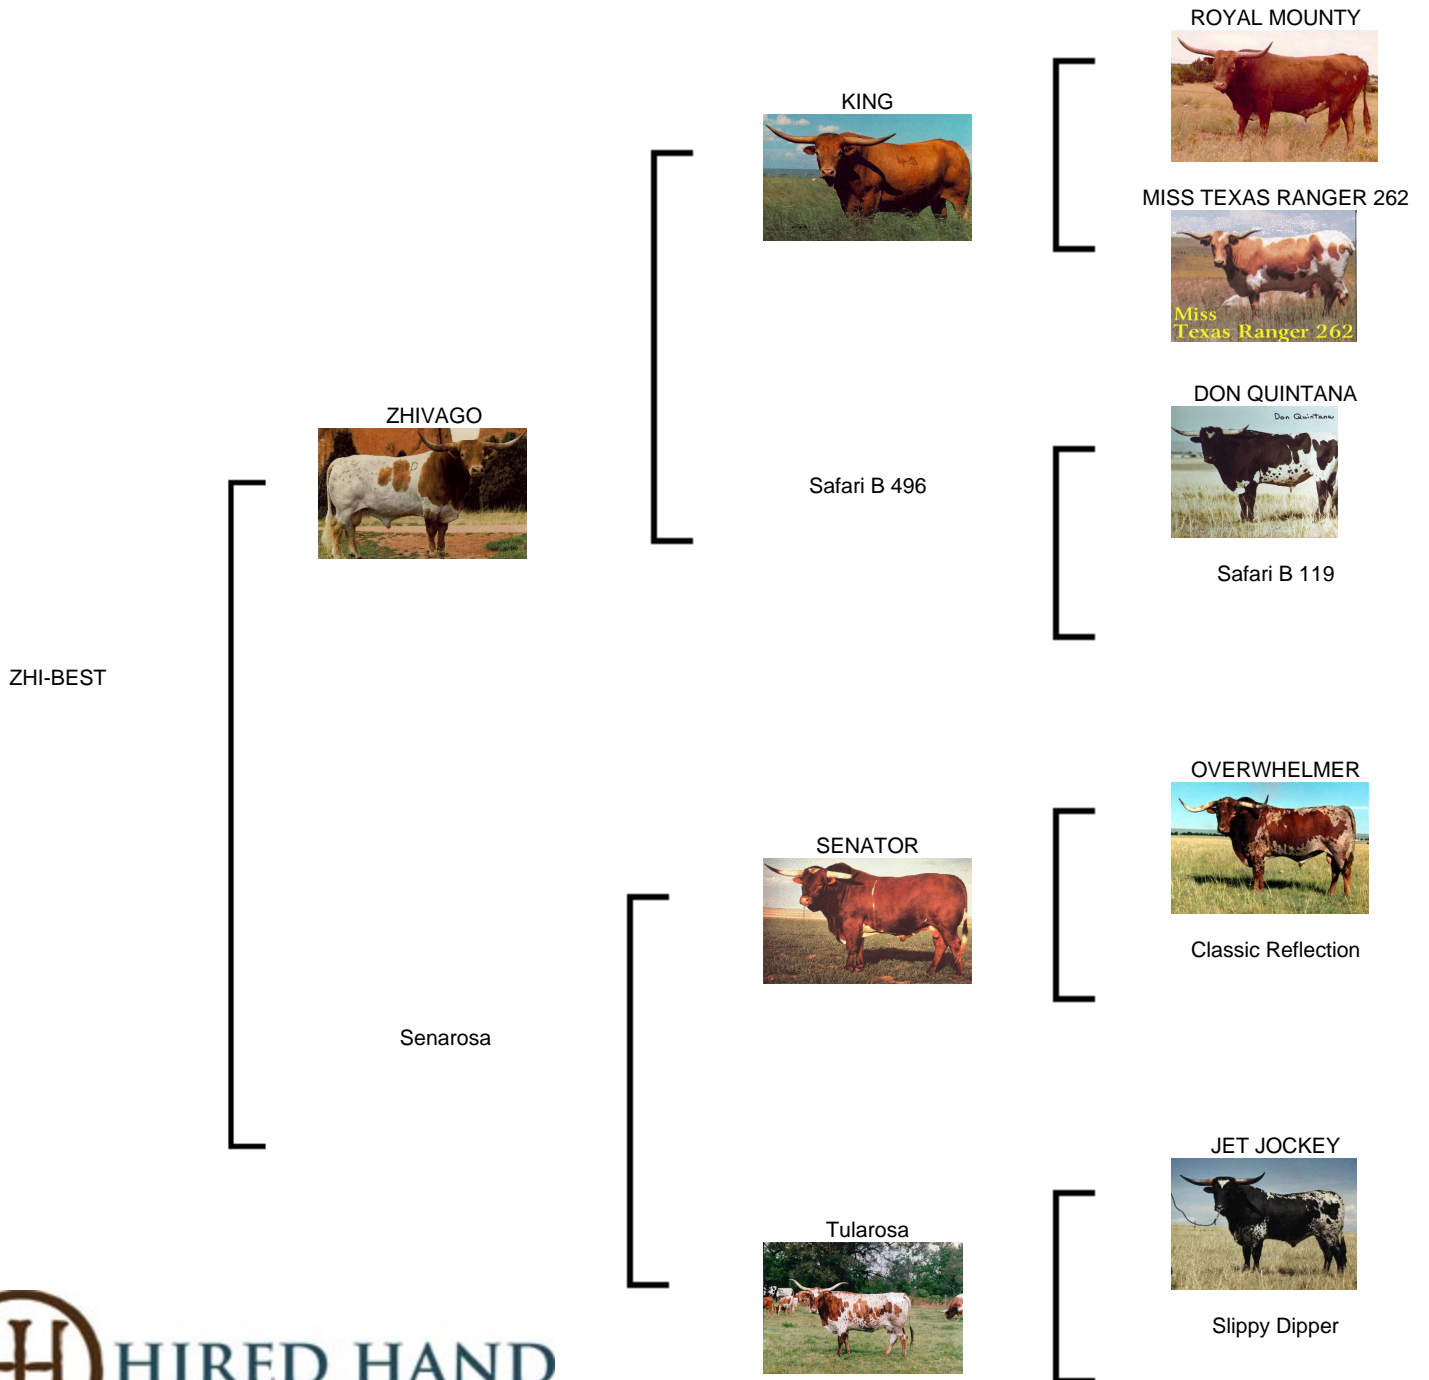 ROYAL MOUNTY
KING
MISS TEXAS RANGER 262
Miss
Texas Ranger 262
DON QUINTANA
Don Quintana
ZHIVAGO
Safari B 496
Safari B 119
ZHI-BEST
OVERWHELMER
SENATOR
Classic Reflection
Senarosa
JET JOCKEY
Tularosa
Slippy Dipper
H HIRED HAND